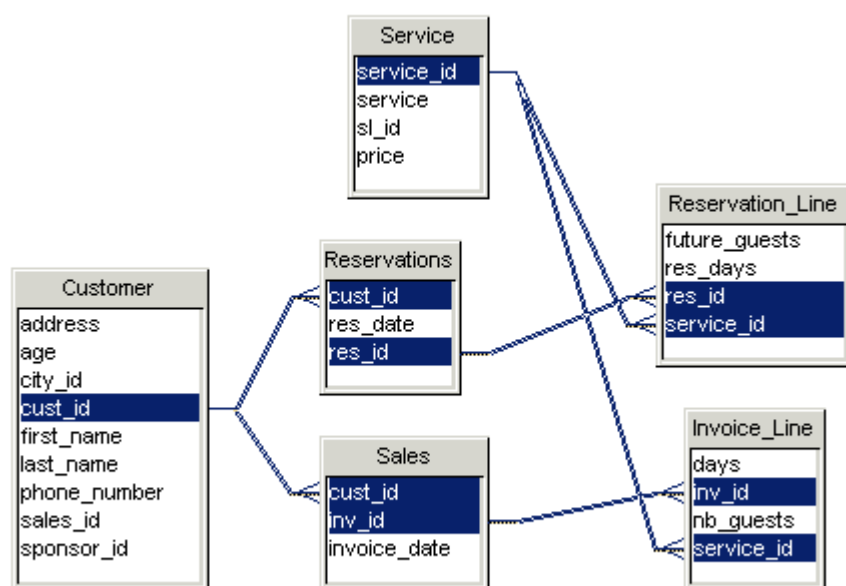 Service
service_id
service
sl_id
price
Reservation_Line
future_guests
res_days
res_id
service_id
Reservations
cust_id
res_date
res_id
Customer
address
age
city_id
cust_id
first_name
last_name
phone_number
sales_id
sponsor_id
Sales
cust_id
inv_id
invoice_date
Invoice_Line
days
inv_id
nb_guests
service_id